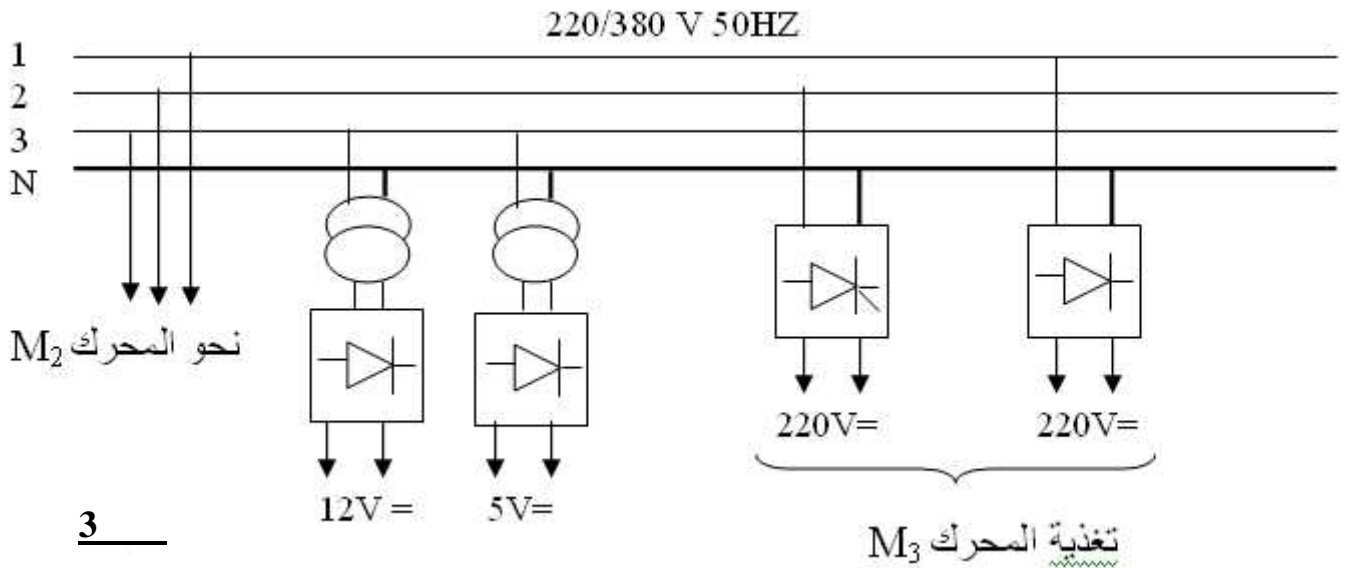 220/380 V 50HZ
1
2
3
N
نحو المحرك M₂
12V =
5V=
220V=
220V=
تغذية المحرك M₃
3